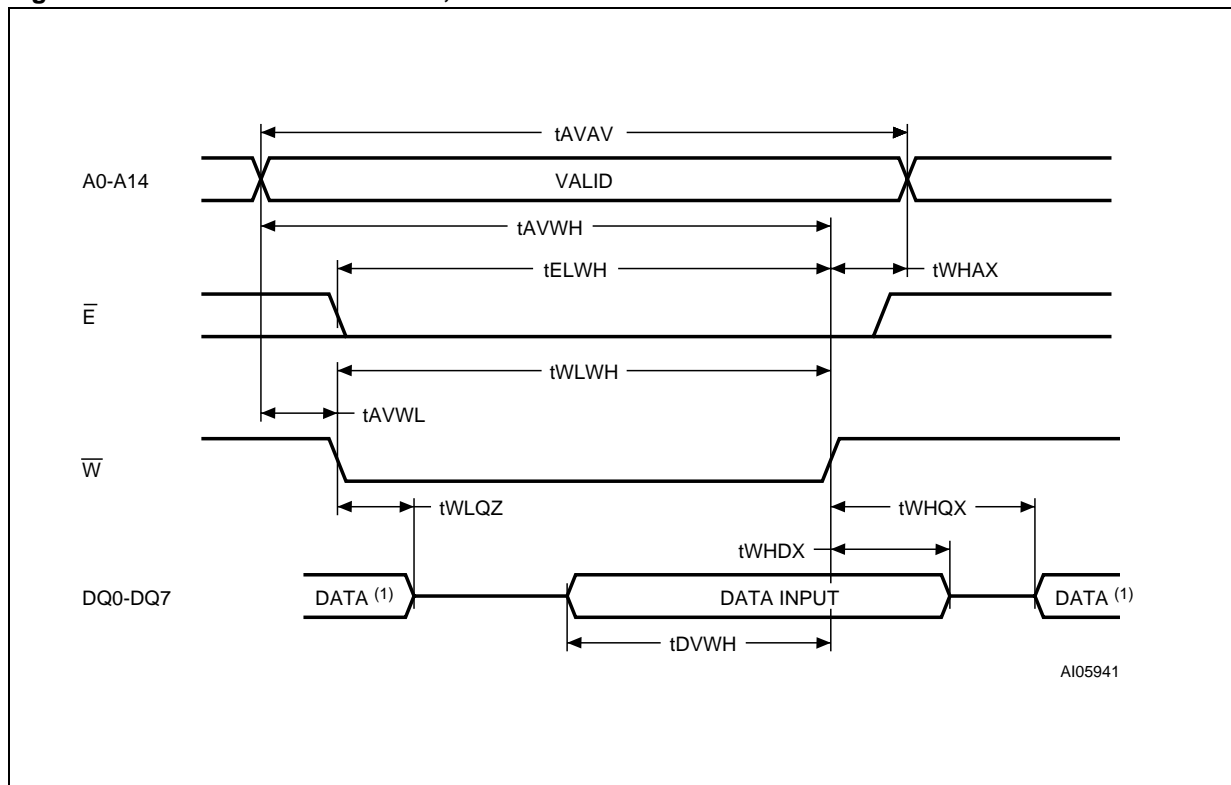 tAVAV
A0-A14
VALID
tAVWH
tELWH
tWHAX
E̅
tWLWH
tAVWL
W̅
tWLQZ
tWHQX
tWHDX
DQ0-DQ7
DATA (1)
DATA INPUT
DATA (1)
tDVWH
AI05941